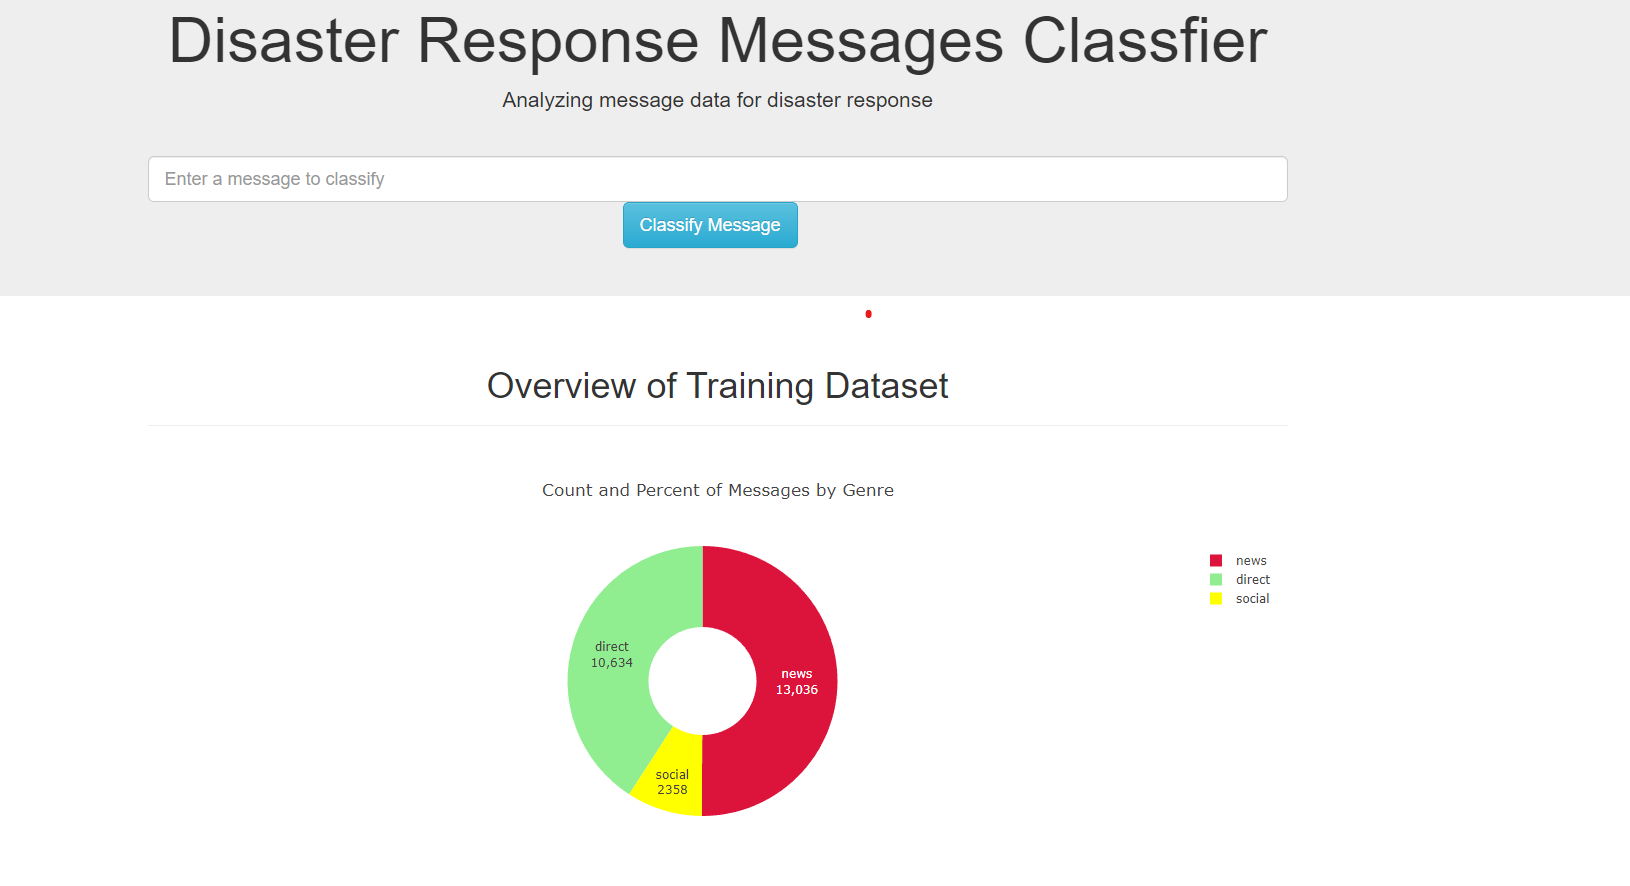 Disaster Response Messages Classfier
Analyzing message data for disaster response
Enter a message to classify
Classify Message
Overview of Training Dataset
Count and Percent of Messages by Genre
news
direct
social
direct
10,634
news
13,036
social
2358